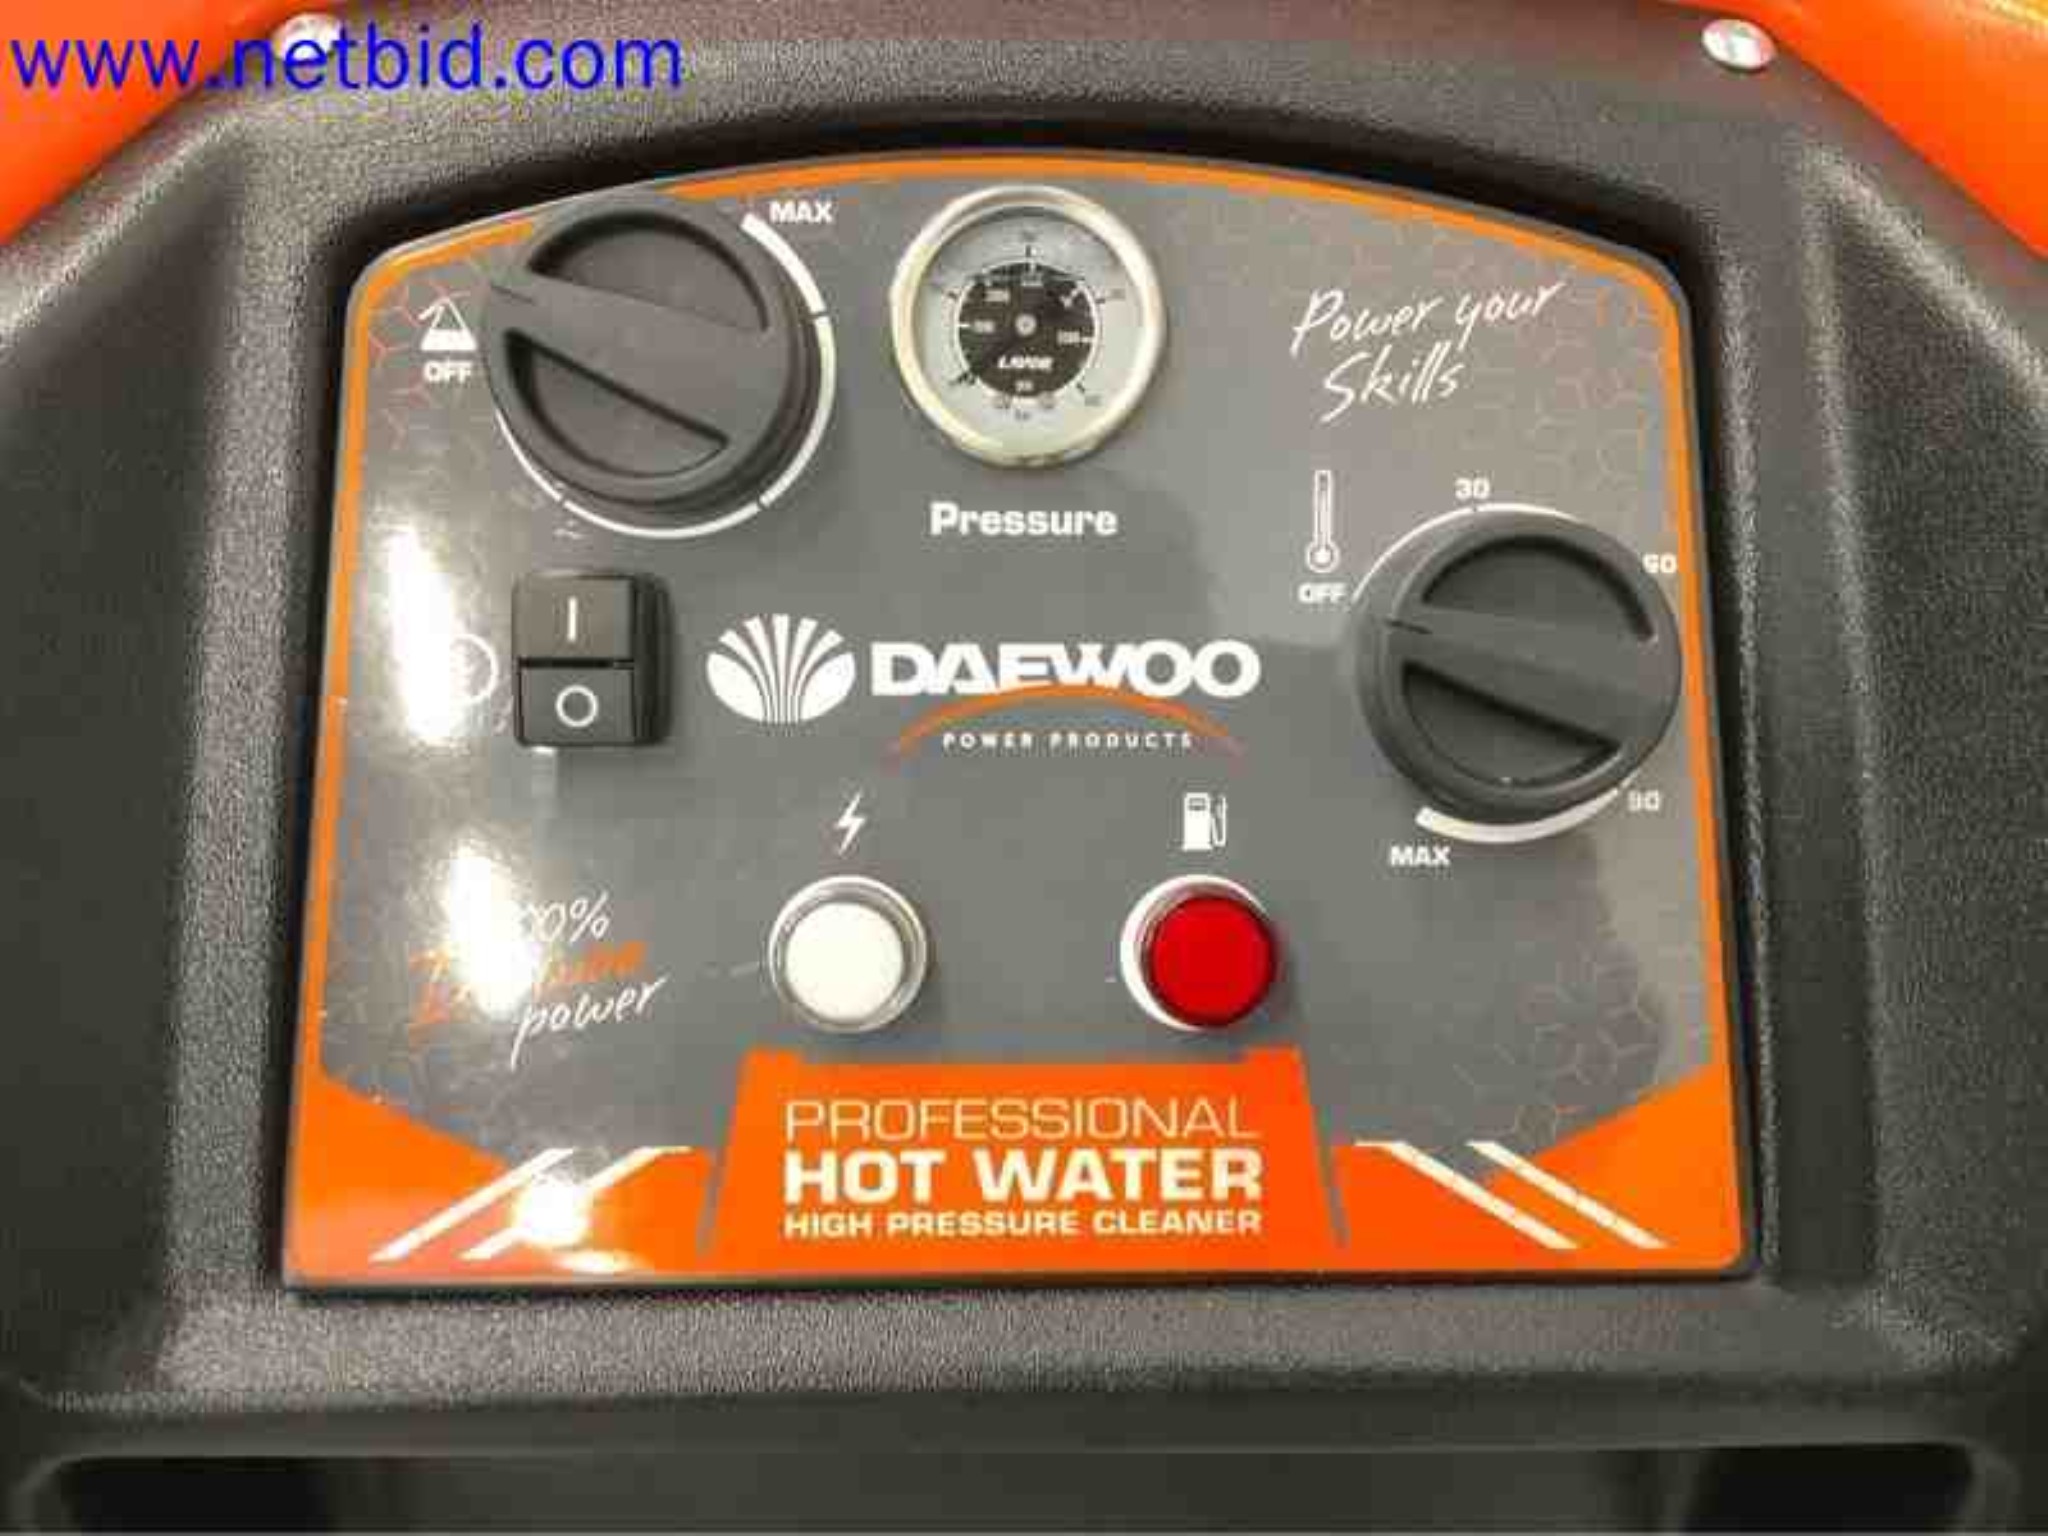 www.netbid.com
MAX
OFF
LAVOR
Pressure
Power your
Skills
30
60
OFF
90
MAX
I
O
DAEWOO
POWER PRODUCTS
power
PROFESSIONAL
HOT WATER
HIGH PRESSURE CLEANER